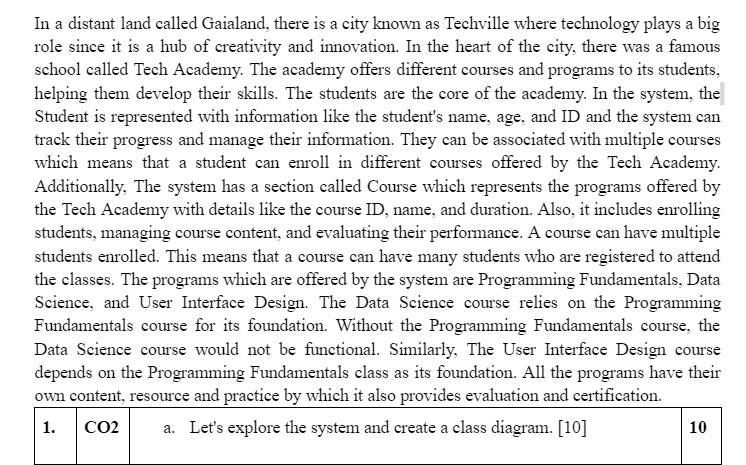 In a distant land called Gaialand, there is a city known as Techville where technology plays a big
role since it is a hub of creativity and innovation. In the heart of the city, there was a famous
school called Tech Academy. The academy offers different courses and programs to its students,
helping them develop their skills. The students are the core of the academy. In the system, the
Student is represented with information like the student's name, age, and ID and the system can
track their progress and manage their information. They can be associated with multiple courses
which means that a student can enroll in different courses offered by the Tech Academy.
Additionally, The system has a section called Course which represents the programs offered by
the Tech Academy with details like the course ID, name, and duration. Also, it includes enrolling
students, managing course content, and evaluating their performance. A course can have multiple
students enrolled. This means that a course can have many students who are registered to attend
the classes. The programs which are offered by the system are Programming Fundamentals, Data
Science, and User Interface Design. The Data Science course relies on the Programming
Fundamentals course for its foundation. Without the Programming Fundamentals course, the
Data Science course would not be functional. Similarly, The User Interface Design course
depends on the Programming Fundamentals class as its foundation. All the programs have their
own content, resource and practice by which it also provides evaluation and certification.
1. CO2 a. Let's explore the system and create a class diagram. [10] 10